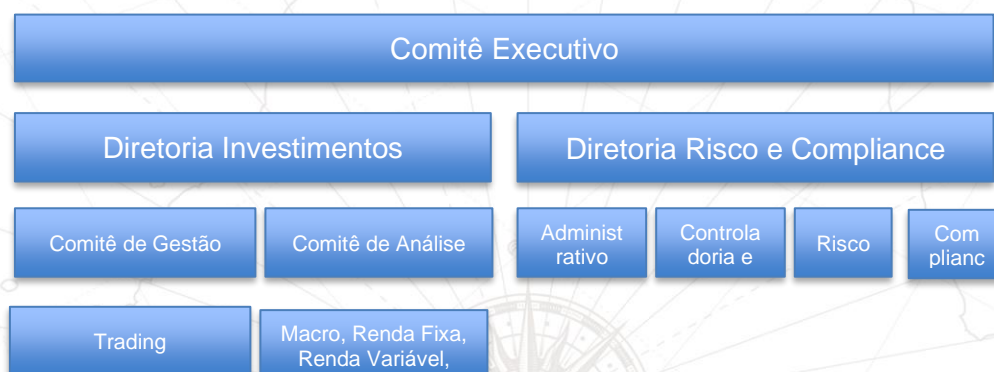 Comitê Executivo
Diretoria Investimentos
Diretoria Risco e Compliance
Comitê de Gestão
Comitê de Análise
Administ
rativo
Controla
doria e
Risco
Com
plianc
Trading
Macro, Renda Fixa,
Renda Variável,